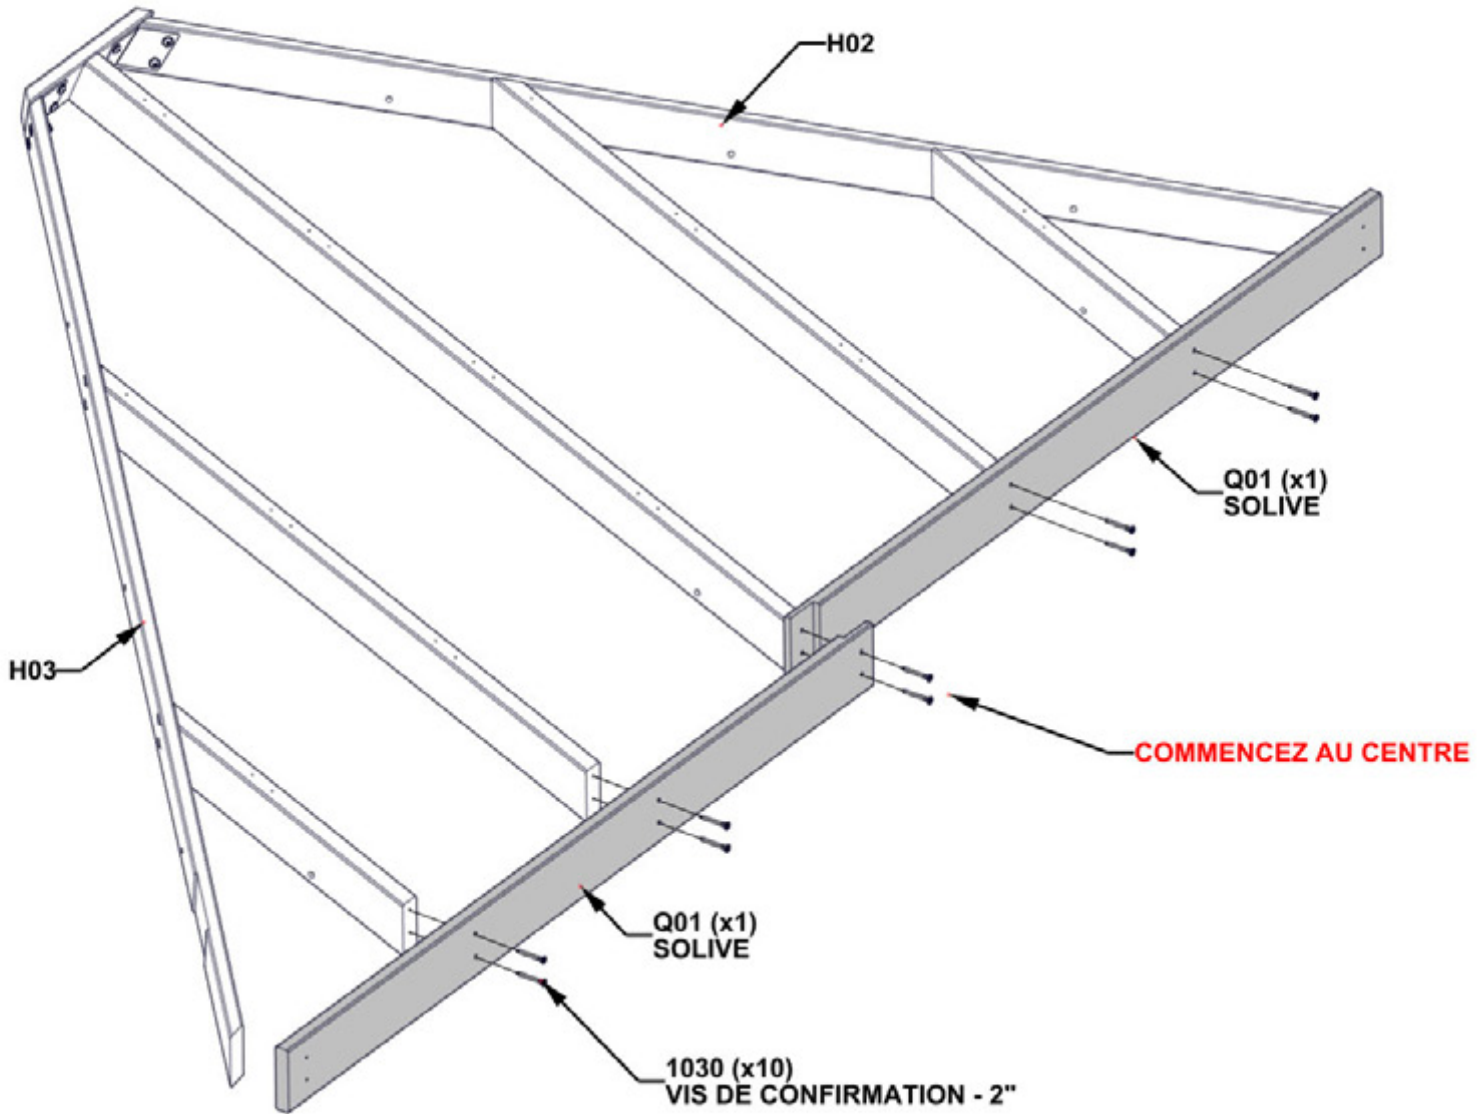 H02
Q01 (x1)
SOLIVE
H03
COMMENCEZ AU CENTRE
Q01 (x1)
SOLIVE
1030 (x10)
VIS DE CONFIRMATION - 2"